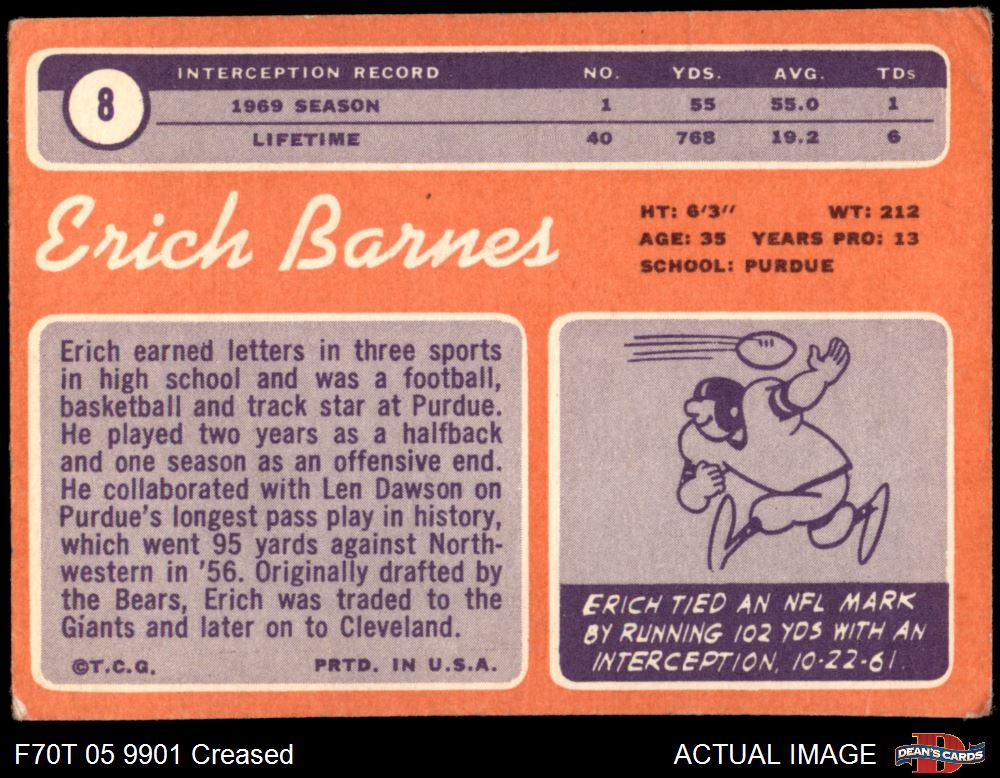 8
INTERCEPTION RECORD NO. YDS. AVG. TDs
1969 SEASON 1 55 55.0 1
LIFETIME 40 768 19.2 6
Erich Barnes
HT: 6'3" WT: 212
AGE: 35 YEARS PRO: 13
SCHOOL: PURDUE
Erich earned letters in three sports
in high school and was a football,
basketball and track star at Purdue.
He played two years as a halfback
and one season as an offensive end.
He collaborated with Len Dawson on
Purdue's longest pass play in history,
which went 95 yards against North-
western in '56. Originally drafted by
the Bears, Erich was traded to the
Giants and later on to Cleveland.
©T.C.G. PRTD. IN U.S.A.
ERICH TIED AN NFL MARK
BY RUNNING 102 YDS WITH AN
INTERCEPTION, 10-22-61.
F70T 05 9901 Creased
ACTUAL IMAGE
DEAN'S CARDS